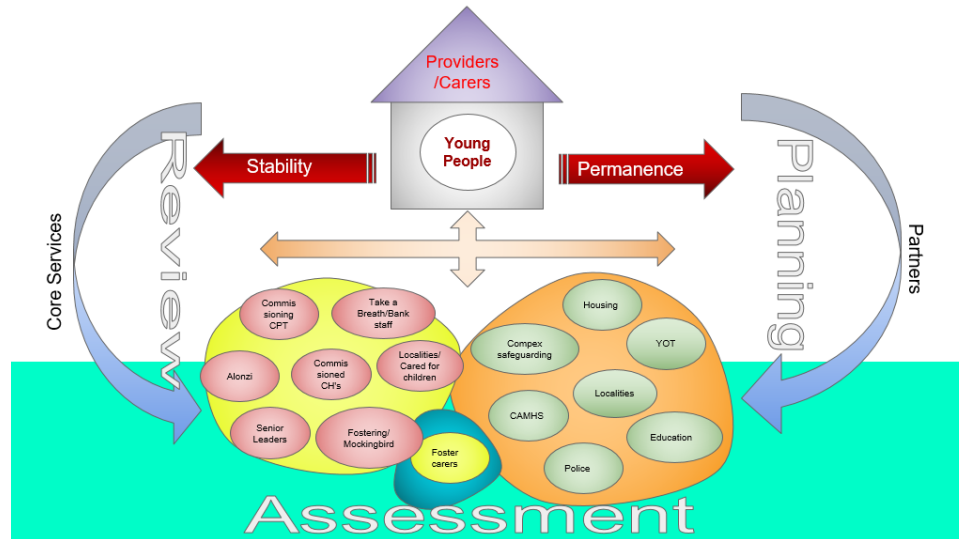 Providers
/Carers
Young
People
Stability
Permanence
Review
Planning
Core Services
Partners
Commis
sioning
CPT
Take a
Breath/Bank
staff
Alonzi
Commis
sioned
CH's
Localities/
Cared for
children
Senior
Leaders
Fostering/
Mockingbird
Foster
carers
Housing
Compex
safeguarding
YOT
Localities
CAMHS
Education
Police
Assessment